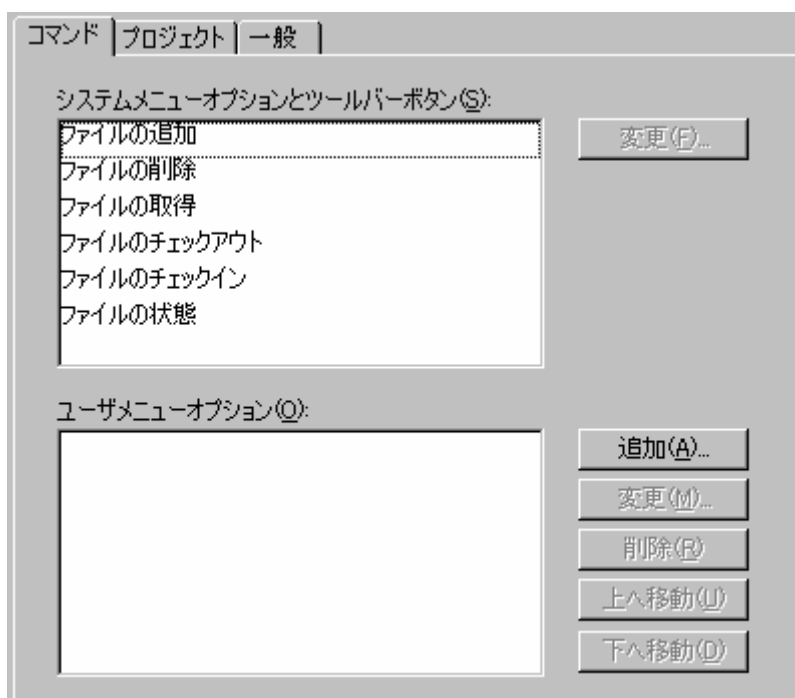 コマンド プロジェクト 一般
システムメニューオプションとツールバーボタン(S):
ファイルの追加
変更(F)...
ファイルの削除
ファイルの取得
ファイルのチェックアウト
ファイルのチェックイン
ファイルの状態
ユーザメニューオプション(O):
追加(A)...
変更(M)...
削除(R)
上へ移動(U)
下へ移動(D)